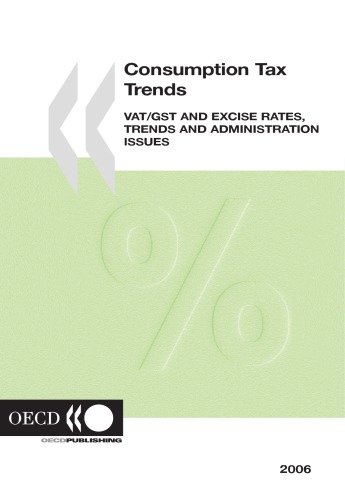 Consumption Tax
Trends
VAT/GST AND EXCISE RATES,
TRENDS AND ADMINISTRATION
ISSUES
%
OECD
OECDPUBLISHING
2006